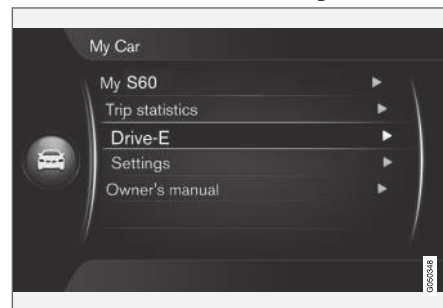 My Car
My S60
Trip statistics
Drive-E
Settings
Owner's manual
G050348